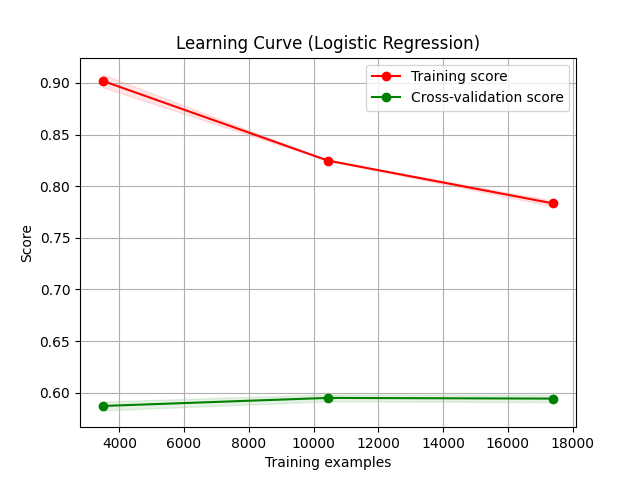 Learning Curve (Logistic Regression)
Training score
Cross-validation score
Score
0.90
0.85
0.80
0.75
0.70
0.65
0.60
4000 6000 8000 10000 12000 14000 16000 18000
Training examples